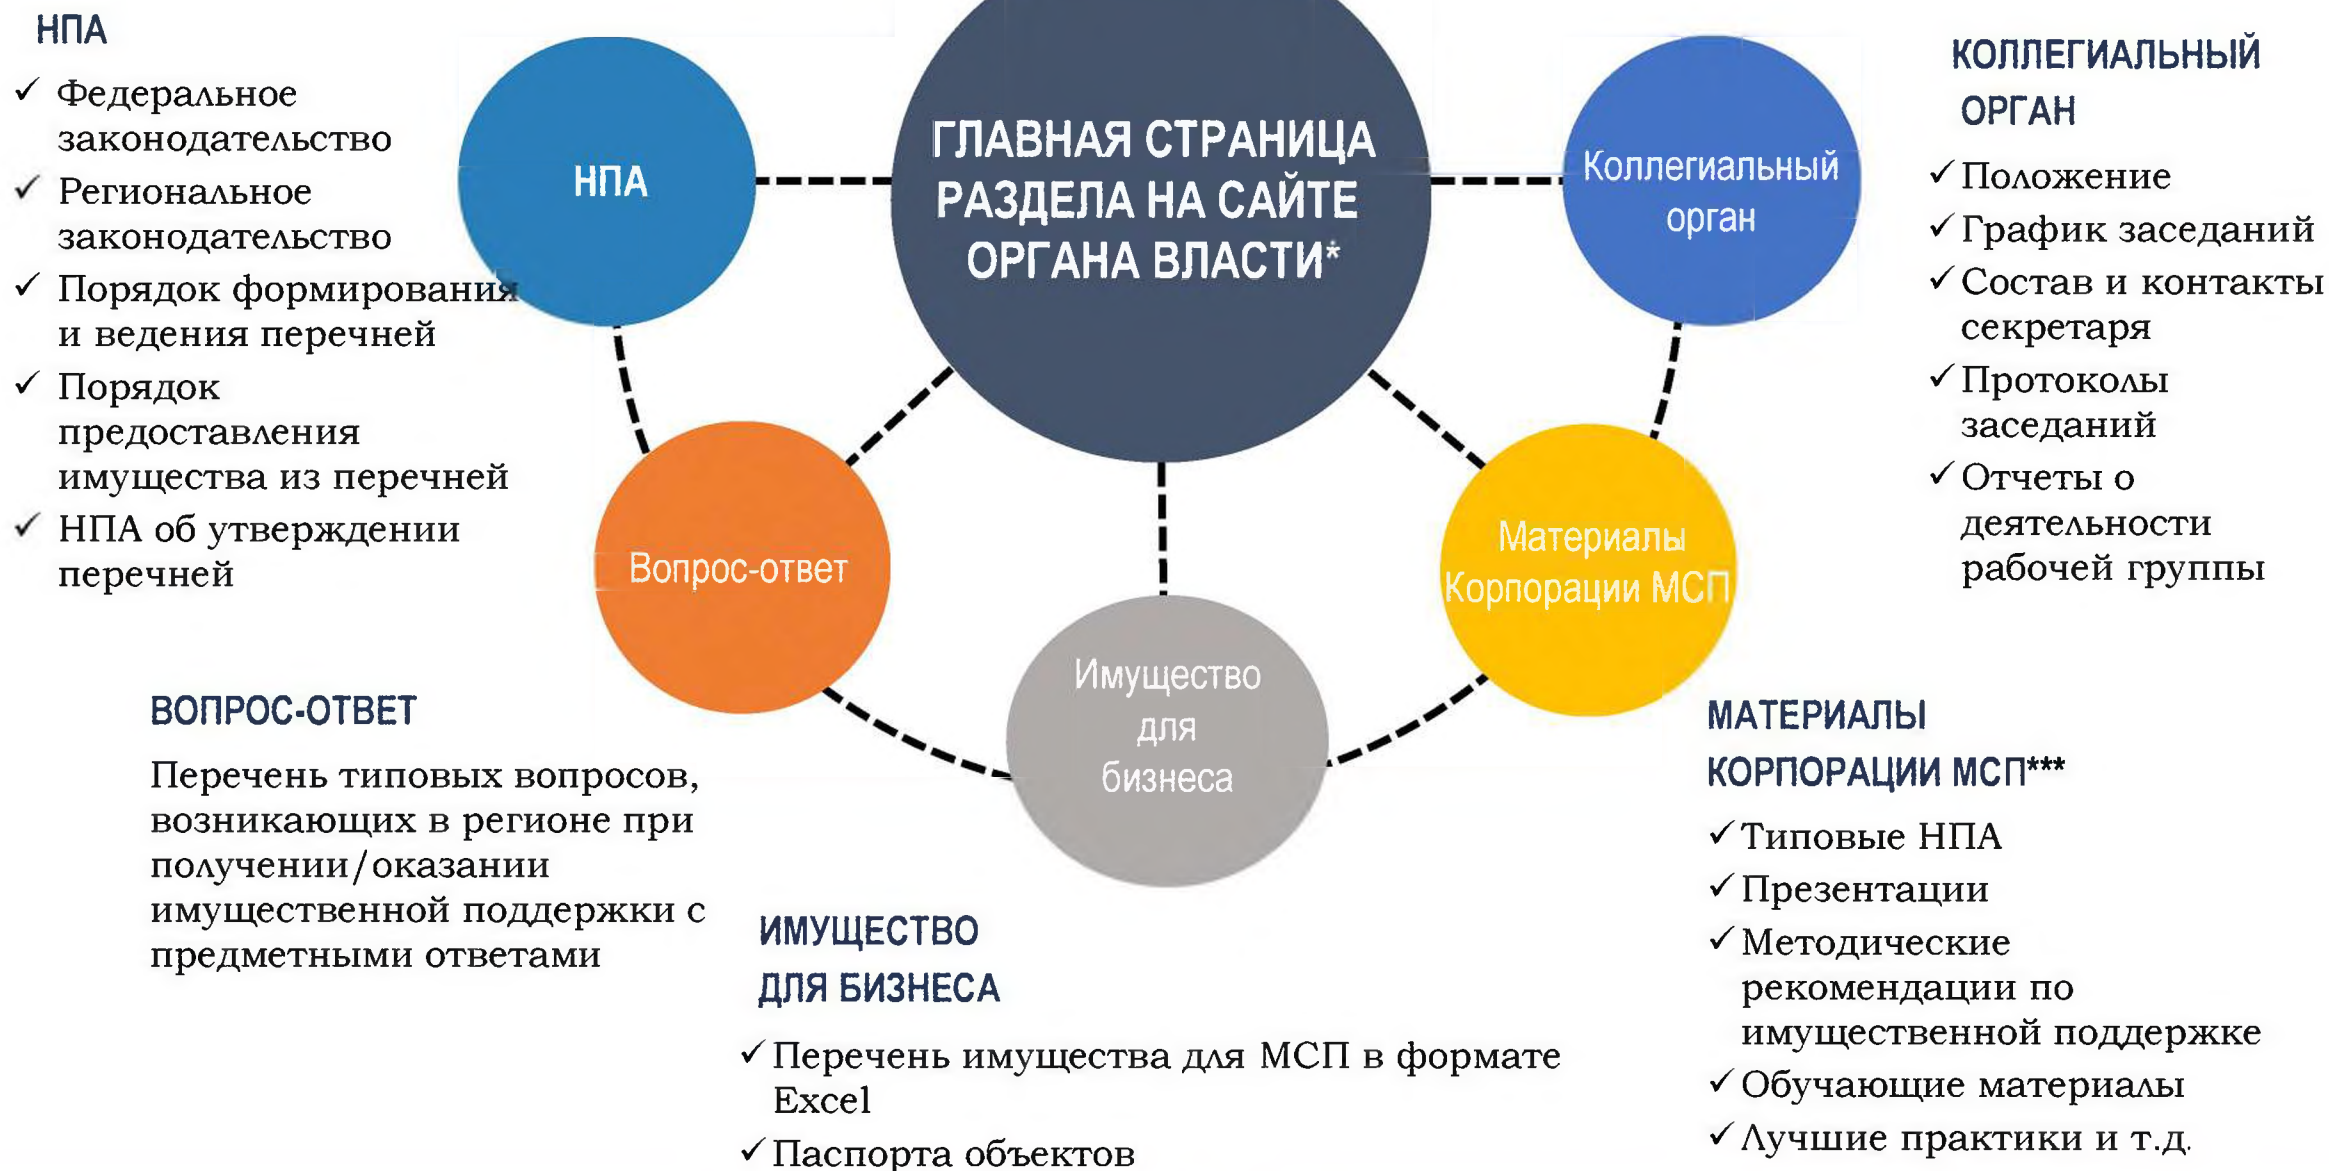 НПА
✓ Федеральное
законодательство
✓ Региональное
законодательство
✓ Порядок формирования
и ведения перечней
✓ Порядок
предоставления
имущества из перечней
✓ НПА об утверждении
перечней
НПА
ГЛАВНАЯ СТРАНИЦА
РАЗДЕЛА НА САЙТЕ
ОРГАНА ВЛАСТИ*
Коллегиальный
орган
КОЛЛЕГИАЛЬНЫЙ
ОРГАН
✓ Положение
✓ График заседаний
✓ Состав и контакты
секретаря
✓ Протоколы
заседаний
✓ Отчеты о
деятельности
рабочей группы
Вопрос-ответ
Имущество
для
бизнеса
Материалы
Корпорации МСП
ВОПРОС-ОТВЕТ
Перечень типовых вопросов,
возникающих в регионе при
получении/оказании
имущественной поддержки с
предметными ответами
ИМУЩЕСТВО
ДЛЯ БИЗНЕСА
✓ Перечень имущества для МСП в формате
Excel
✓ Паспорта объектов
МАТЕРИАЛЫ
КОРПОРАЦИИ МСП***
✓ Типовые НПА
✓ Презентации
✓ Методические
рекомендации по
имущественной поддержке
✓ Обучающие материалы
✓ Лучшие практики и т.д.